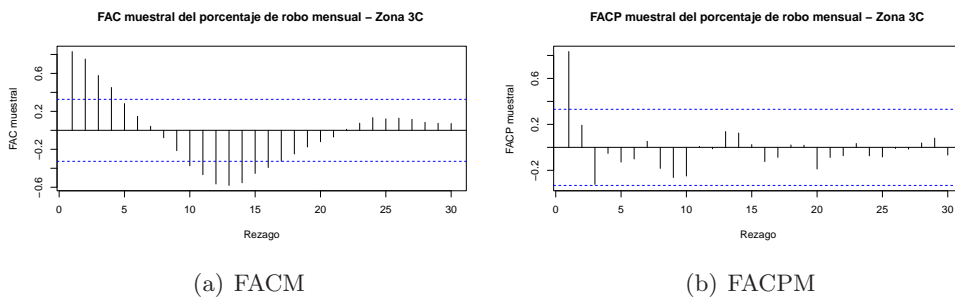 FAC muestral del porcentaje de robo mensual – Zona 3C
FAC muestral
0.6
0.2
−0.2
−0.6
0 5 10 15 20 25 30
Rezago
(a) FACM
FACP muestral del porcentaje de robo mensual – Zona 3C
FACP muestral
0.6
0.2
−0.2
0 5 10 15 20 25 30
Rezago
(b) FACPM